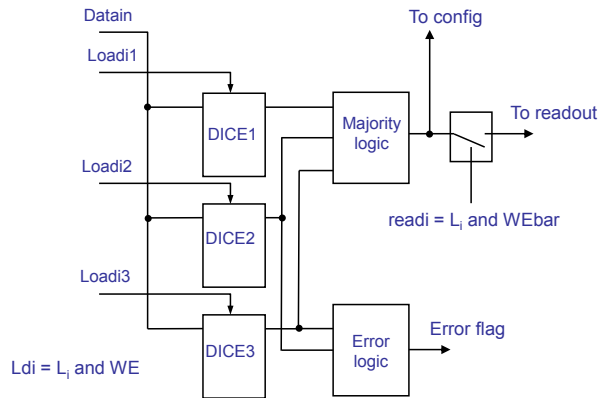 Datain
To config
Loadi1
To readout
DICE1
Majority
logic
Loadi2
readi = Lᵢ and WEbar
DICE2
Loadi3
Error flag
DICE3
Error
logic
Ldi = Lᵢ and WE